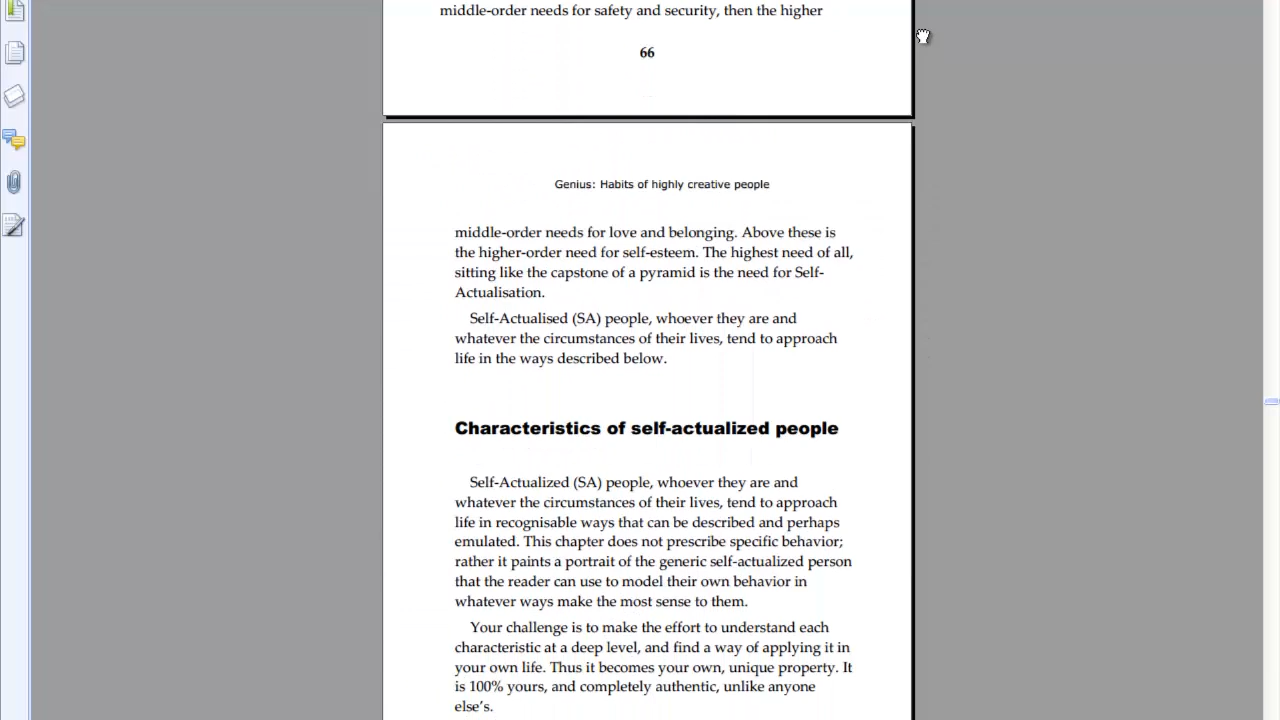 middle-order needs for safety and security, then the higher
66
Genius: Habits of highly creative people
middle-order needs for love and belonging. Above these is
the higher-order need for self-esteem. The highest need of all,
sitting like the capstone of a pyramid is the need for Self-
Actualisation.
Self-Actualised (SA) people, whoever they are and
whatever the circumstances of their lives, tend to approach
life in the ways described below.
Characteristics of self-actualized people
Self-Actualized (SA) people, whoever they are and
whatever the circumstances of their lives, tend to approach
life in recognisable ways that can be described and perhaps
emulated. This chapter does not prescribe specific behavior;
rather it paints a portrait of the generic self-actualized person
that the reader can use to model their own behavior in
whatever ways make the most sense to them.
Your challenge is to make the effort to understand each
characteristic at a deep level, and find a way of applying it in
your own life. Thus it becomes your own, unique property. It
is 100% yours, and completely authentic, unlike anyone
else's.